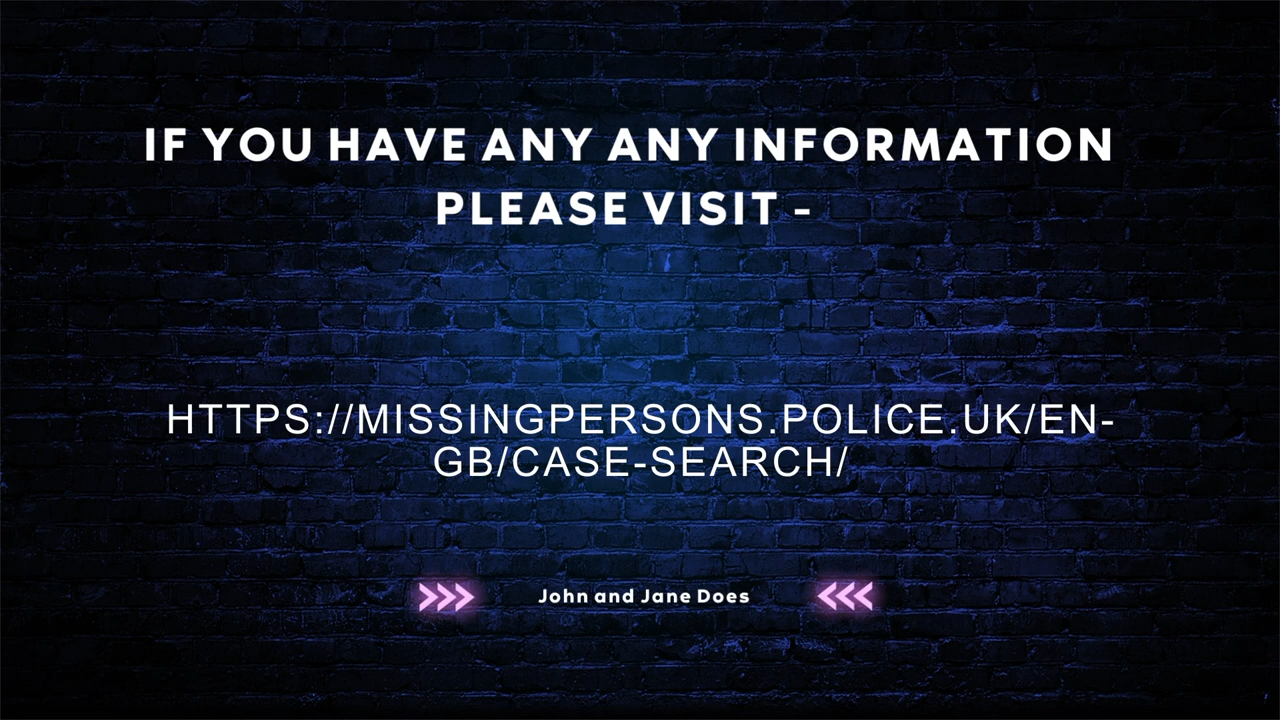 IF YOU HAVE ANY ANY INFORMATION
PLEASE VISIT -
HTTPS://MISSINGPERSONS.POLICE.UK/EN-
GB/CASE-SEARCH/
John and Jane Does